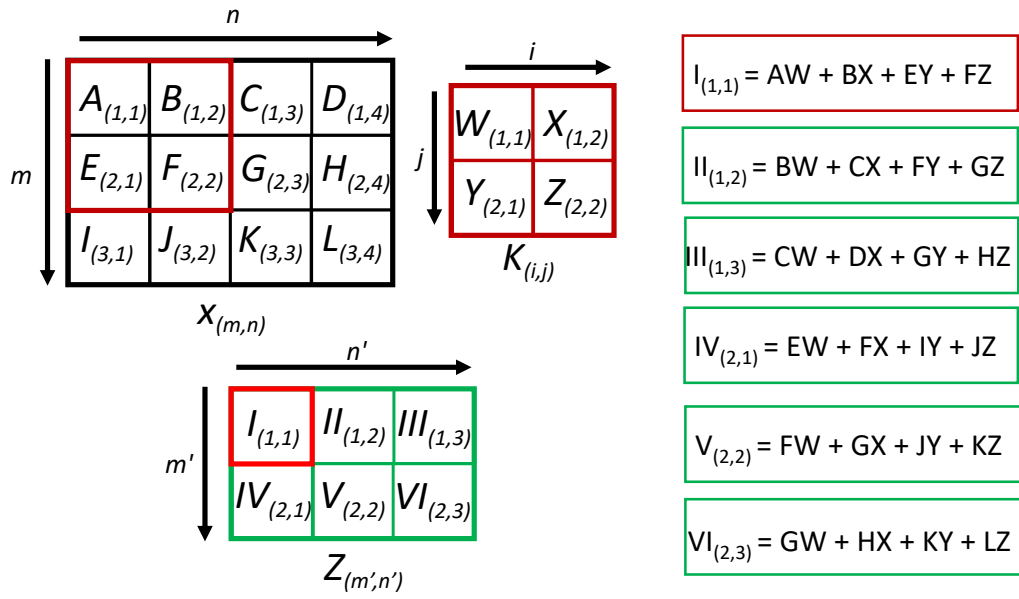 n
m
A(1,1) B(1,2) C(1,3) D(1,4)
E(2,1) F(2,2) G(2,3) H(2,4)
I(3,1) J(3,2) K(3,3) L(3,4)
x(m,n)
i
j
W(1,1) X(1,2)
Y(2,1) Z(2,2)
K(i,j)
n'
m'
I(1,1) II(1,2) III(1,3)
IV(2,1) V(2,2) VI(2,3)
Z(m',n')
I(1,1) = AW + BX + EY + FZ
II(1,2) = BW + CX + FY + GZ
III(1,3) = CW + DX + GY + HZ
IV(2,1) = EW + FX + IY + JZ
V(2,2) = FW + GX + JY + KZ
VI(2,3) = GW + HX + KY + LZ